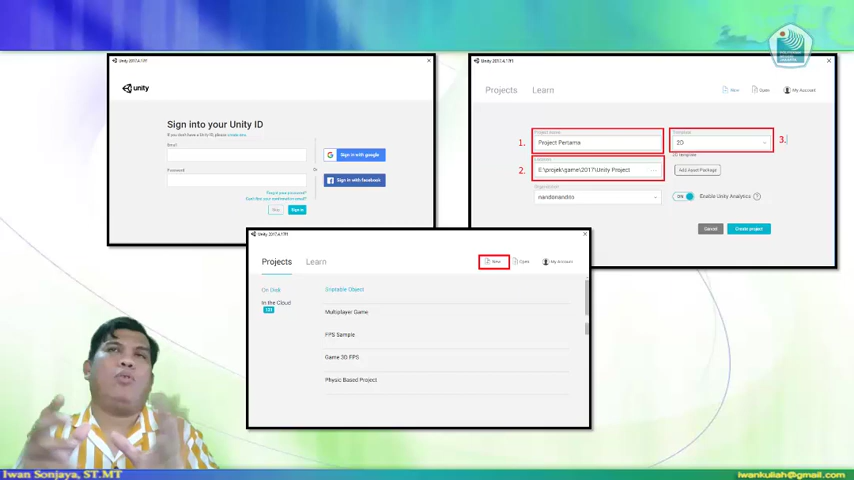 Unity 2017.4.17f1
unity
Sign into your Unity ID
If you don't have a Unity ID, please create one.
Email
Password
Forgot your password?
Can't find your confirmation email?
Skip
Sign in
Or
Sign in with google
Sign in with facebook
Unity 2017.4.17f1
Projects
Learn
New
Open
My Account
1.
Project name
Project Pertama
Template
2D
3.
2D template
2.
Location
E:\projek\game\2017\Unity Project
...
Add Asset Package
Organization
nandonandito
ON
Enable Unity Analytics
?
Cancel
Create project
Unity 2017.4.17f1
Projects
Learn
New
Open
My Account
On Disk
In the Cloud
Sriptable Object
Multiplayer Game
FPS Sample
Game 3D FPS
Physic Based Project
Iwan Sonjaya, ST.MT
iwankuliah@gmail.com